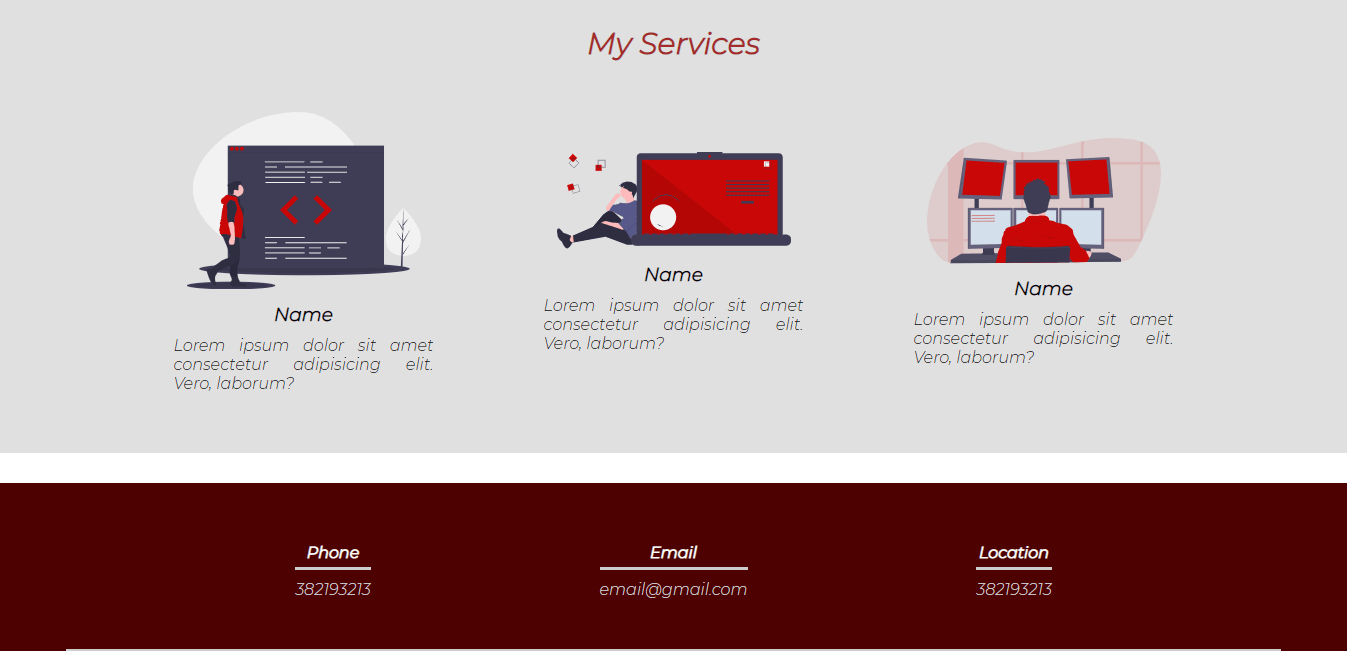 My Services
Name
Lorem ipsum dolor sit amet
consectetur adipisicing elit.
Vero, laborum?
Name
Lorem ipsum dolor sit amet
consectetur adipisicing elit.
Vero, laborum?
Name
Lorem ipsum dolor sit amet
consectetur adipisicing elit.
Vero, laborum?
Phone
382193213
Email
email@gmail.com
Location
382193213